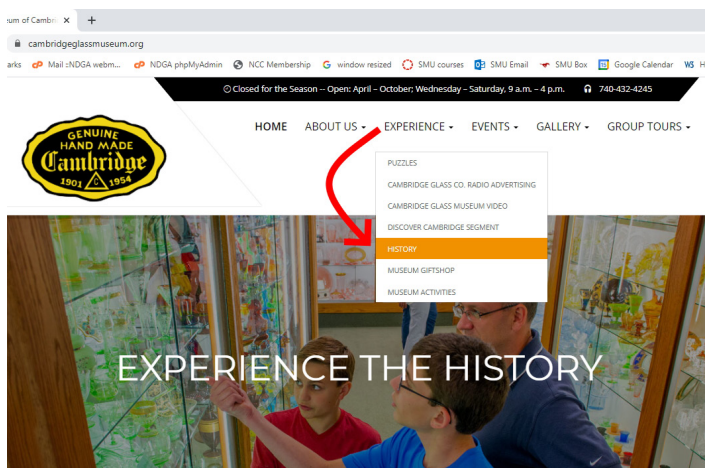 eum of Cambri × +
cambridgeglassmuseum.org
arks Mail ::NDGA webm... NDGA phpMyAdmin NCC Membership window resized SMU courses SMU Email SMU Box Google Calendar W$ H
Closed for the Season -- Open: April – October; Wednesday – Saturday, 9 a.m. – 4 p.m. 740-432-4245
HOME ABOUT US EXPERIENCE EVENTS GALLERY GROUP TOURS
GENUINE
HAND MADE
Cambridge
1901 C 1954
PUZZLES
CAMBRIDGE GLASS CO. RADIO ADVERTISING
CAMBRIDGE GLASS MUSEUM VIDEO
DISCOVER CAMBRIDGE SEGMENT
HISTORY
MUSEUM GIFTSHOP
MUSEUM ACTIVITIES
EXPERIENCE THE HISTORY